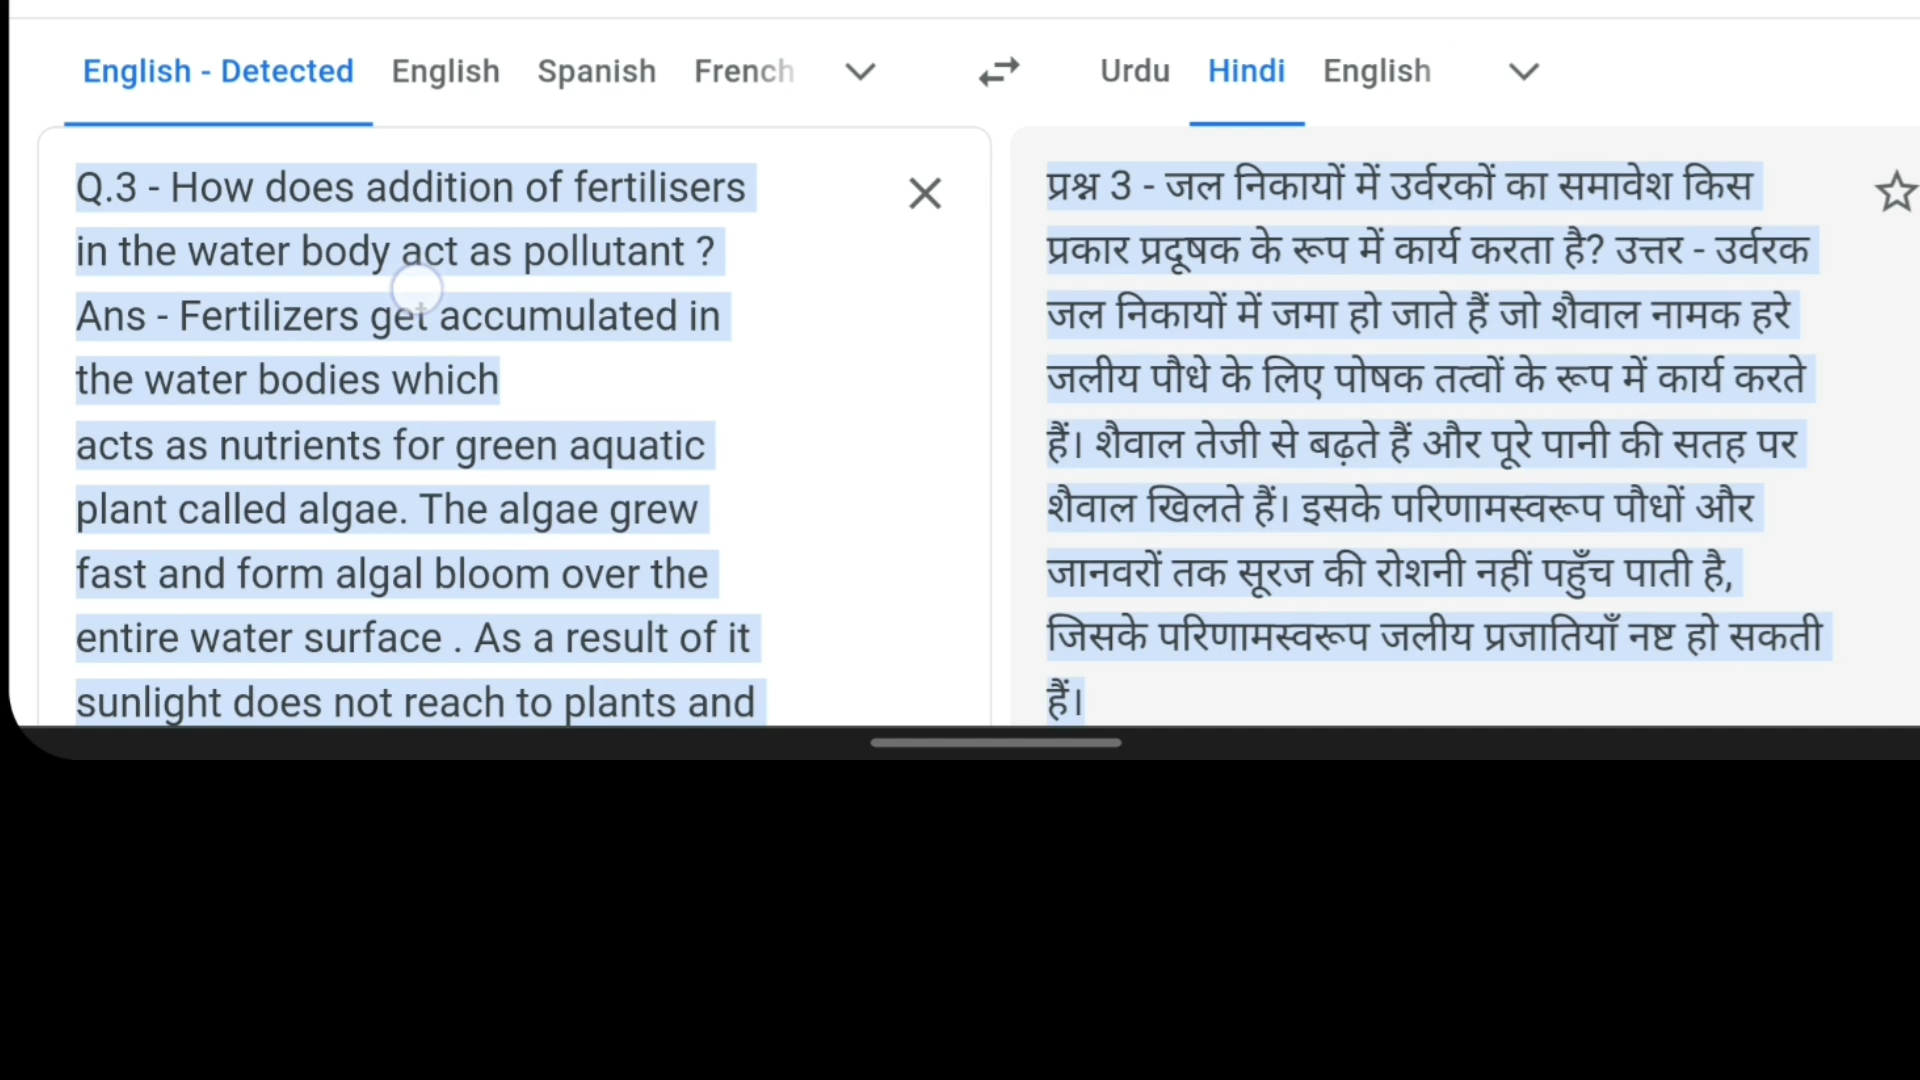 English - Detected English Spanish French Urdu Hindi English
Q.3 - How does addition of fertilisers
in the water body act as pollutant ?
Ans - Fertilizers get accumulated in
the water bodies which
acts as nutrients for green aquatic
plant called algae. The algae grew
fast and form algal bloom over the
entire water surface . As a result of it
sunlight does not reach to plants and
प्रश्न 3 - जल निकायों में उर्वरकों का समावेश किस
प्रकार प्रदूषक के रूप में कार्य करता है? उत्तर - उर्वरक
जल निकायों में जमा हो जाते हैं जो शैवाल नामक हरे
जलीय पौधे के लिए पोषक तत्वों के रूप में कार्य करते
हैं। शैवाल तेजी से बढ़ते हैं और पूरे पानी की सतह पर
शैवाल खिलते हैं। इसके परिणामस्वरूप पौधों और
जानवरों तक सूरज की रोशनी नहीं पहुँच पाती है,
जिसके परिणामस्वरूप जलीय प्रजातियाँ नष्ट हो सकती
हैं।